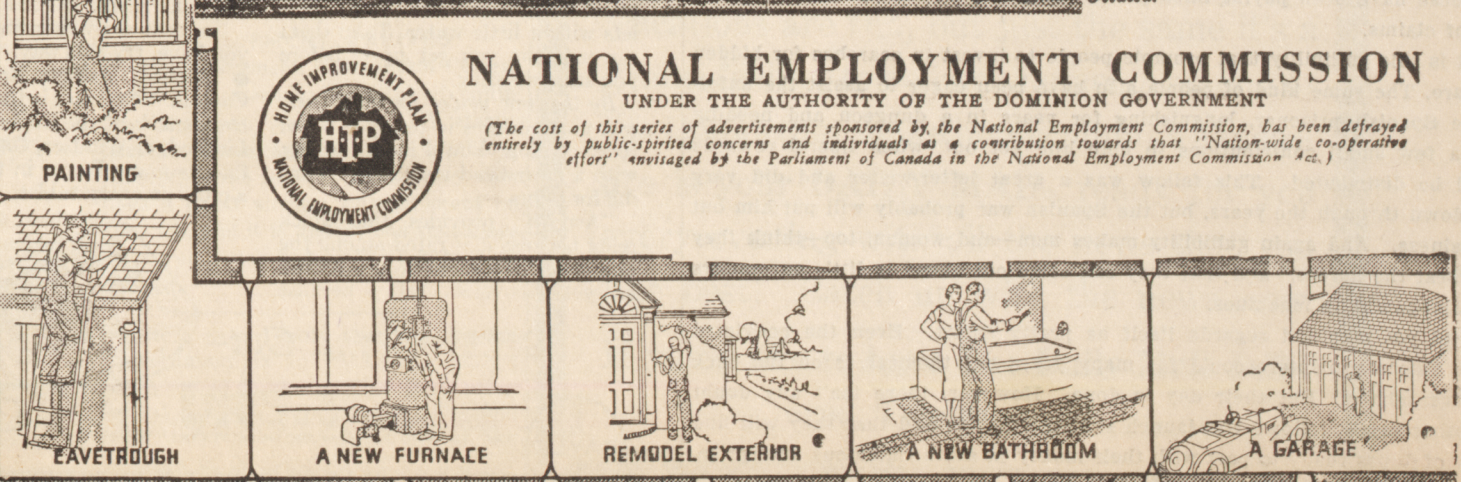 NATIONAL EMPLOYMENT COMMISSION
UNDER THE AUTHORITY OF THE DOMINION GOVERNMENT
(The cost of this series of advertisements sponsored by the National Employment Commission, has been defrayed
entirely by public-spirited concerns and individuals as a contribution towards that "Nation-wide co-operative
effort" envisaged by the Parliament of Canada in the National Employment Commission Act.)
HOME IMPROVEMENT PLAN
HIP
NATIONAL EMPLOYMENT COMMISSION
PAINTING
EAVETROUGH
A NEW FURNACE
REMODEL EXTERIOR
A NEW BATHROOM
A GARAGE